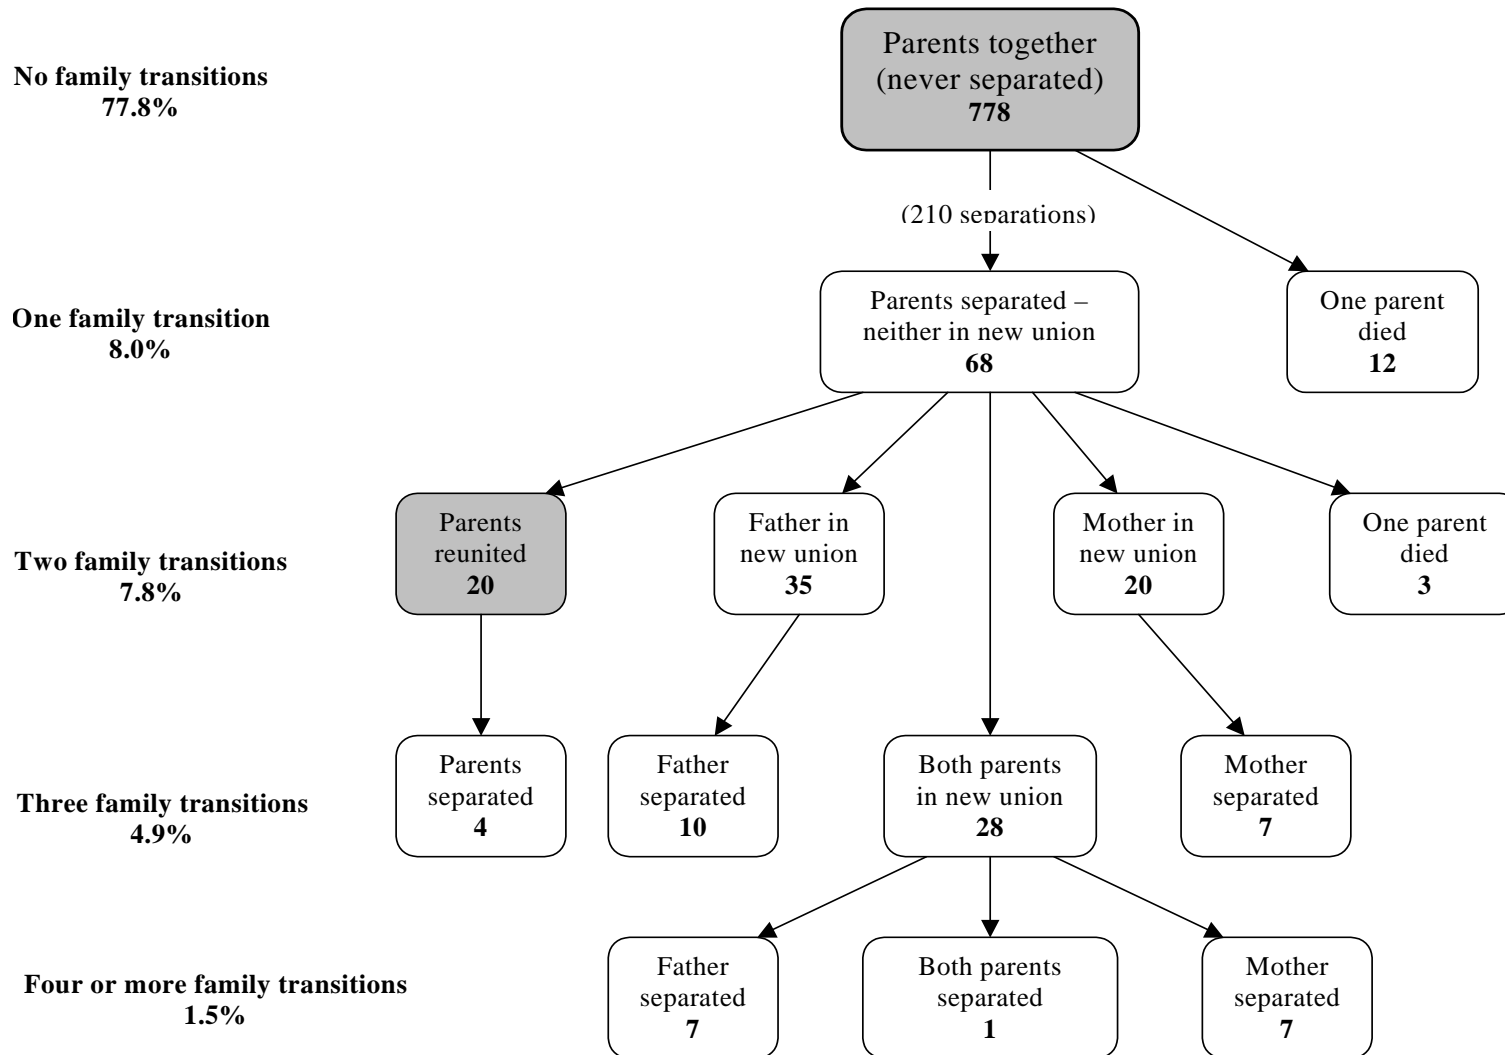 Parents together
(never separated)
778
No family transitions
77.8%
(210 separations)
Parents separated –
neither in new union
68
One parent
died
12
One family transition
8.0%
Parents
reunited
20
Father in
new union
35
Mother in
new union
20
One parent
died
3
Two family transitions
7.8%
Parents
separated
4
Father
separated
10
Both parents
in new union
28
Mother
separated
7
Three family transitions
4.9%
Father
separated
7
Both parents
separated
1
Mother
separated
7
Four or more family transitions
1.5%